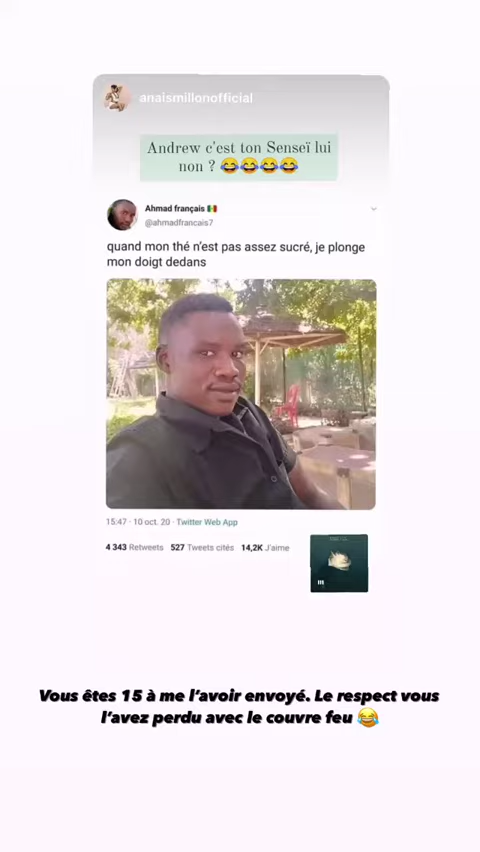 anaismillonofficial
Andrew c'est ton Senseï lui
non ? 😂😂😂😂
Ahmad français 🇸🇳
@ahmadfrancais7
quand mon thé n'est pas assez sucré, je plonge
mon doigt dedans
15:47 · 10 oct. 20 · Twitter Web App
4 343 Retweets 527 Tweets cités 14,2K J'aime
Vous êtes 15 à me l'avoir envoyé. Le respect vous
l'avez perdu avec le couvre feu 😂